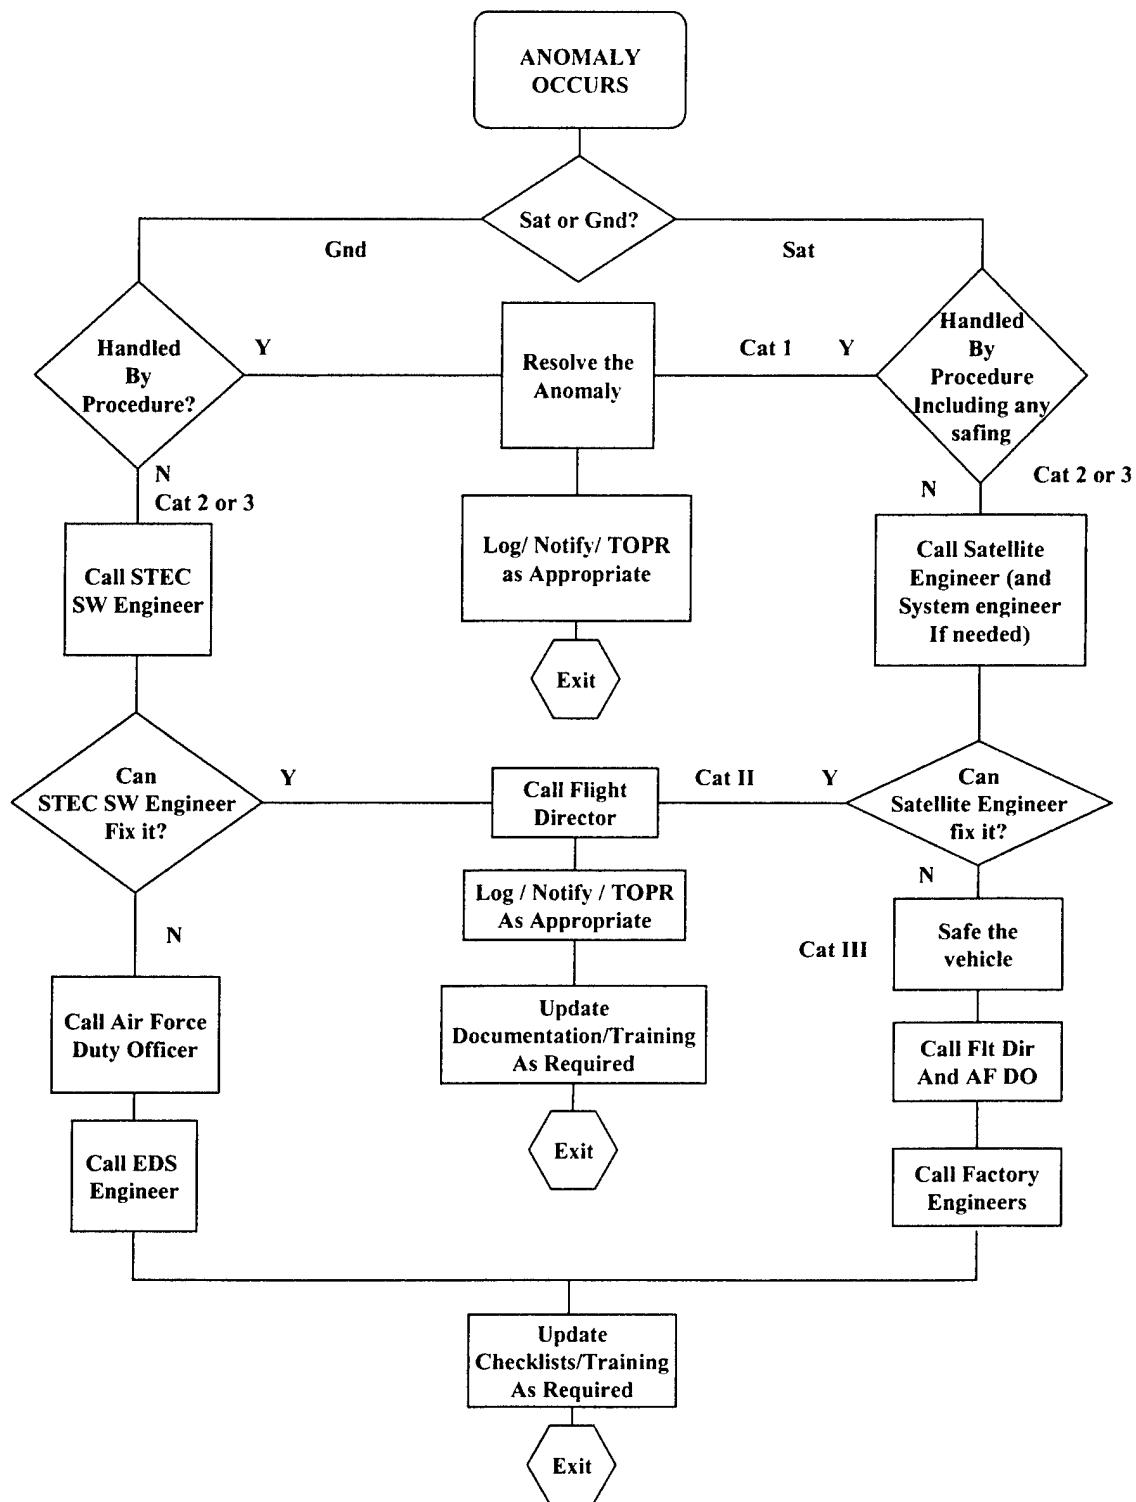 ANOMALY
OCCURS
Sat or Gnd?
Gnd
Sat
Handled
By
Procedure?
Y
Resolve the
Anomaly
Cat 1
Y
Handled
By
Procedure
Including any
safing
N
Cat 2 or 3
N
Cat 2 or 3
Call STEC
SW Engineer
Log/ Notify/ TOPR
as Appropriate
Call Satellite
Engineer (and
System engineer
If needed)
Exit
Can
STEC SW Engineer
Fix it?
Y
Call Flight
Director
Cat II
Y
Can
Satellite Engineer
fix it?
N
Log / Notify / TOPR
As Appropriate
N
Cat III
Safe the
vehicle
Call Air Force
Duty Officer
Update
Documentation/Training
As Required
Call Flt Dir
And AF DO
Call EDS
Engineer
Exit
Call Factory
Engineers
Update
Checklists/Training
As Required
Exit